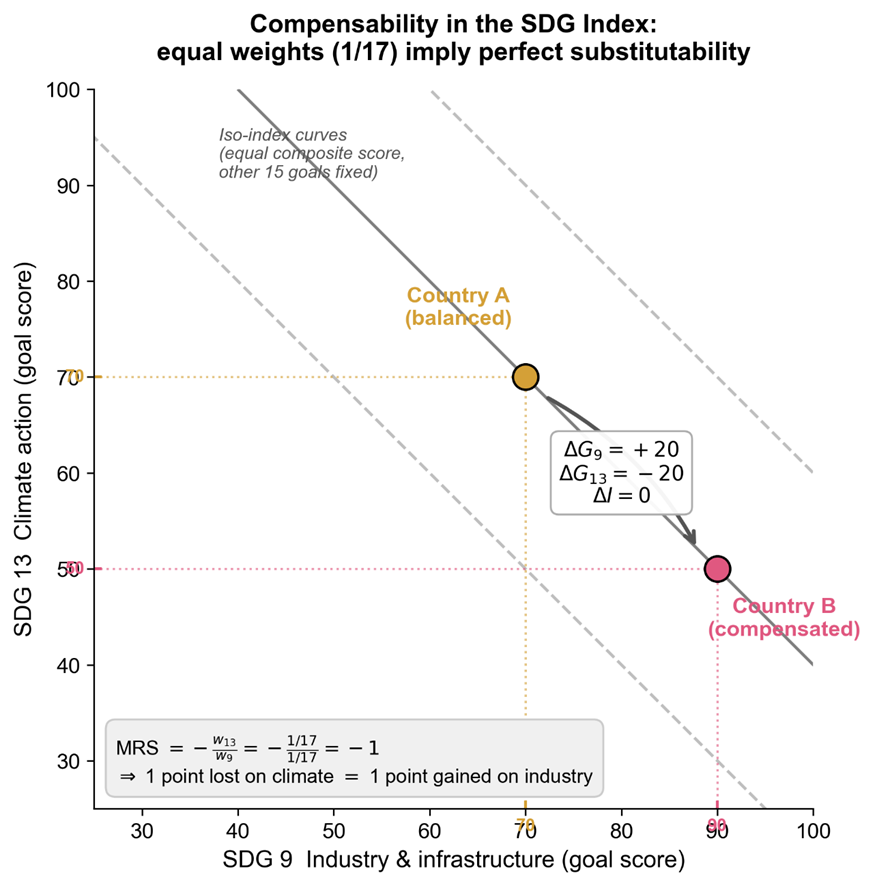 Compensability in the SDG Index:
equal weights (1/17) imply perfect substitutability
100
90
80
70
60
50
40
30
70
50
SDG 13 Climate action (goal score)
Iso-index curves
(equal composite score,
other 15 goals fixed)
Country A
(balanced)
ΔG₉ = +20
ΔG₁₃ = −20
ΔI = 0
Country B
(compensated)
MRS = −w₁₃/w₉ = −(1/17)/(1/17) = −1
⇒ 1 point lost on climate = 1 point gained on industry
30 40 50 60 70 80 90 100
70 90
SDG 9 Industry & infrastructure (goal score)